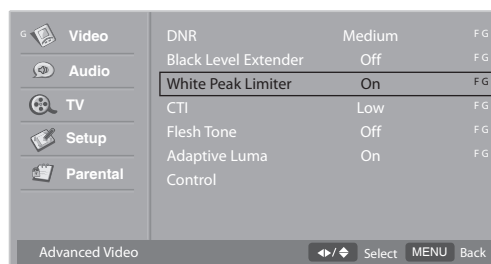 G Video
Audio
TV
Setup
Parental
DNR Medium F G
Black Level Extender Off F G
White Peak Limiter On F G
CTI Low F G
Flesh Tone Off F G
Adaptive Luma On F G
Control
Advanced Video / Select MENU Back